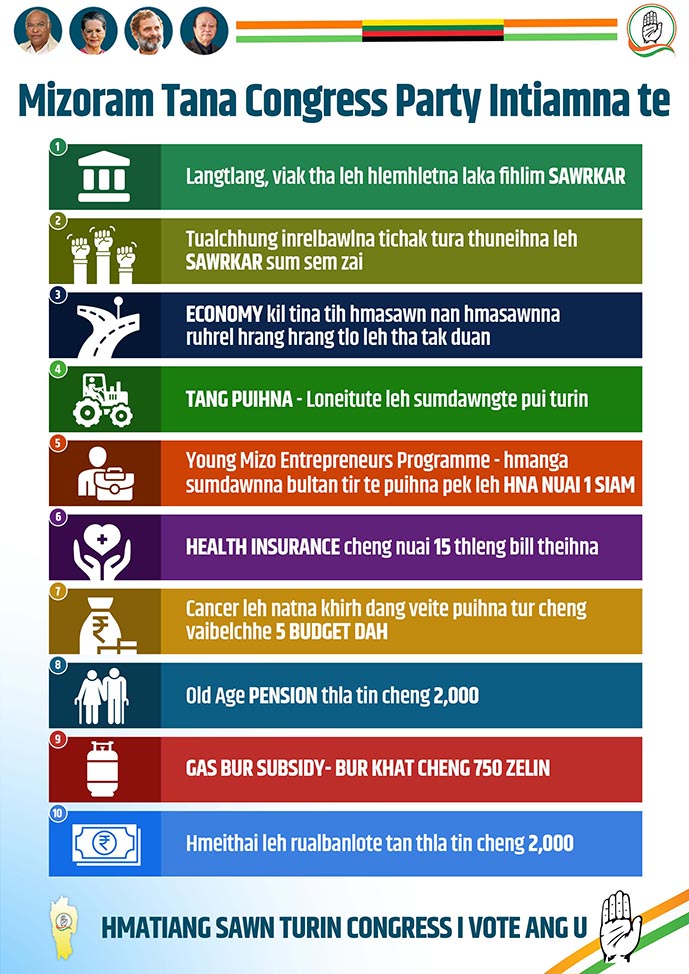 Mizoram Tana Congress Party Intiamna te
1
Langtlang, viak tha leh hlemhletna laka fihlim SAWRKAR
2
Tualchhung inrelbawlna tichak tura thuneihna leh
SAWRKAR sum sem zai
3
ECONOMY kil tina tih hmasawn nan hmasawnna
ruhrel hrang hrang tlo leh tha tak duan
4
TANG PUIHNA - Loneitute leh sumdawngte pui turin
5
Young Mizo Entrepreneurs Programme - hmanga
sumdawnna bultan tir te puihna pek leh HNA NUAI 1 SIAM
6
HEALTH INSURANCE cheng nuai 15 thleng bill theihna
7
Cancer leh natna khirh dang veite puihna tur cheng
vaibelchhe 5 BUDGET DAH
8
Old Age PENSION thla tin cheng 2,000
9
GAS BUR SUBSIDY- BUR KHAT CHENG 750 ZELIN
10
Hmeithai leh rualbanlote tan thla tin cheng 2,000
HMATIANG SAWN TURIN CONGRESS I VOTE ANG U